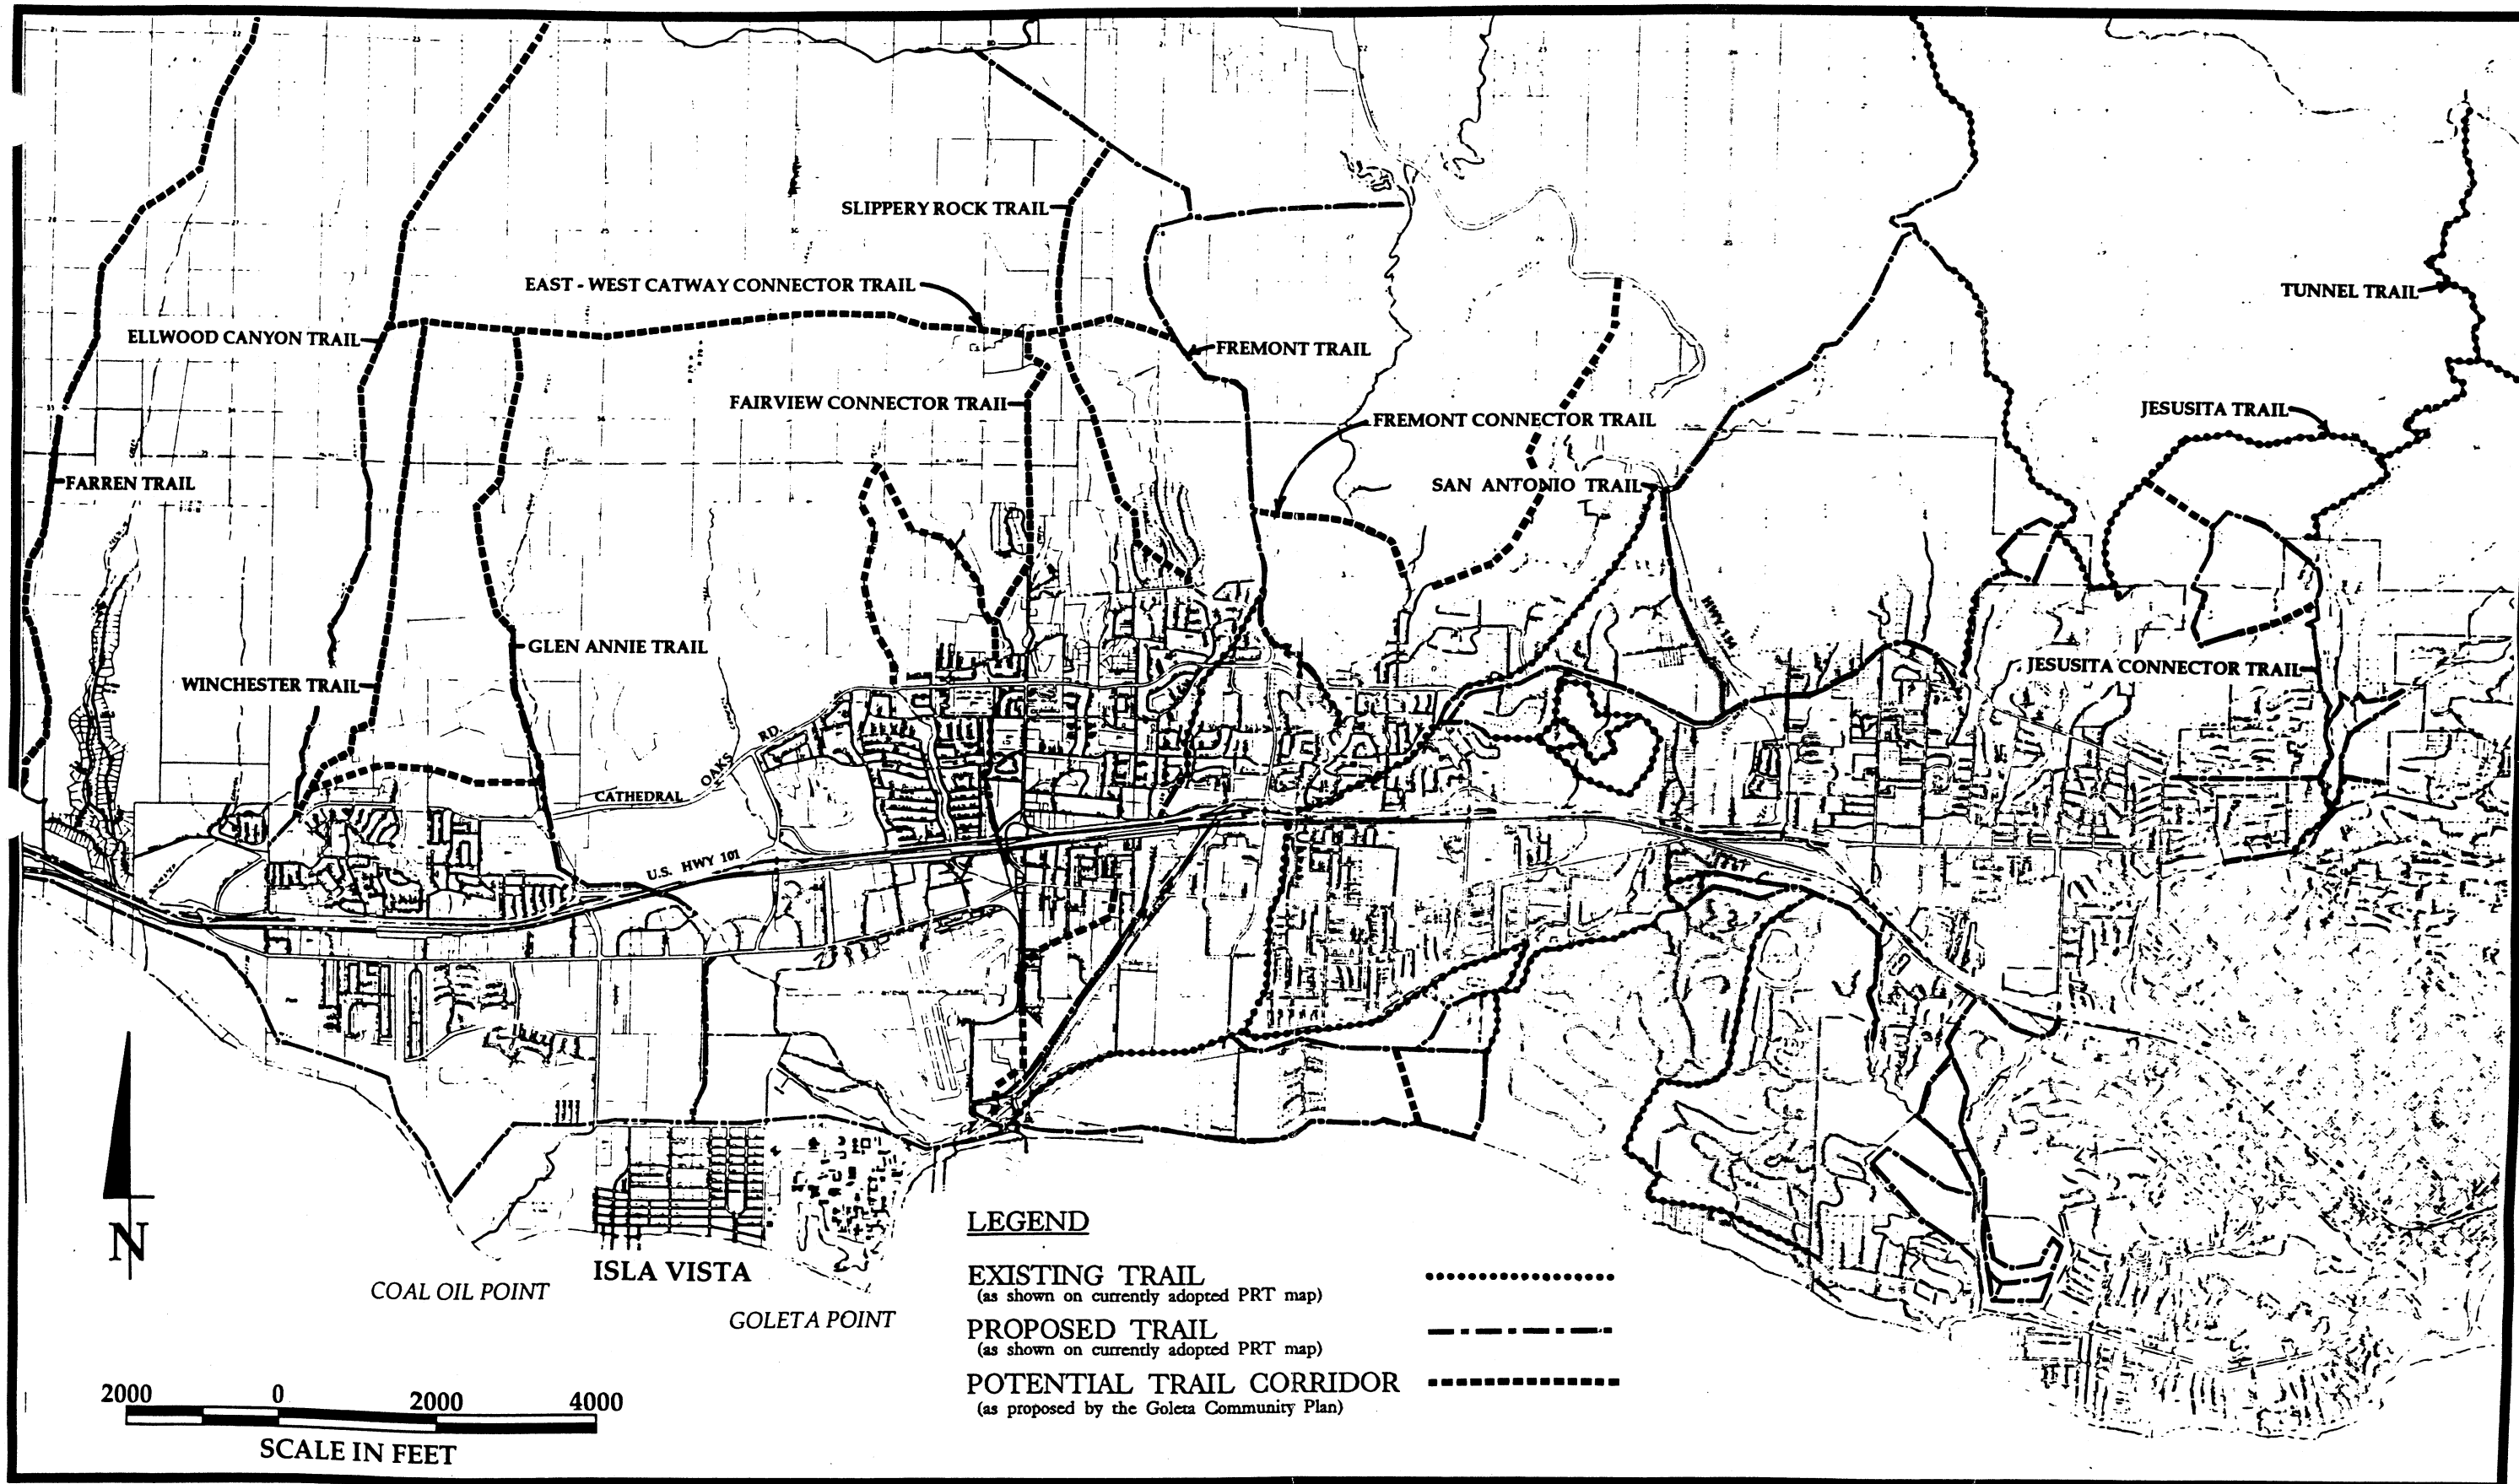 SLIPPERY ROCK TRAIL
EAST - WEST CATWAY CONNECTOR TRAIL
TUNNEL TRAIL
ELLWOOD CANYON TRAIL
FREMONT TRAIL
FAIRVIEW CONNECTOR TRAIL
JESUSITA TRAIL
FREMONT CONNECTOR TRAIL
FARREN TRAIL
SAN ANTONIO TRAIL
HWY 154
GLEN ANNIE TRAIL
JESUSITA CONNECTOR TRAIL
WINCHESTER TRAIL
CATHEDRAL OAKS RD.
U.S. HWY 101
N
ISLA VISTA
COAL OIL POINT
GOLETA POINT
LEGEND
EXISTING TRAIL
(as shown on currently adopted PRT map)
PROPOSED TRAIL
(as shown on currently adopted PRT map)
POTENTIAL TRAIL CORRIDOR
(as proposed by the Goleta Community Plan)
2000 0 2000 4000
SCALE IN FEET